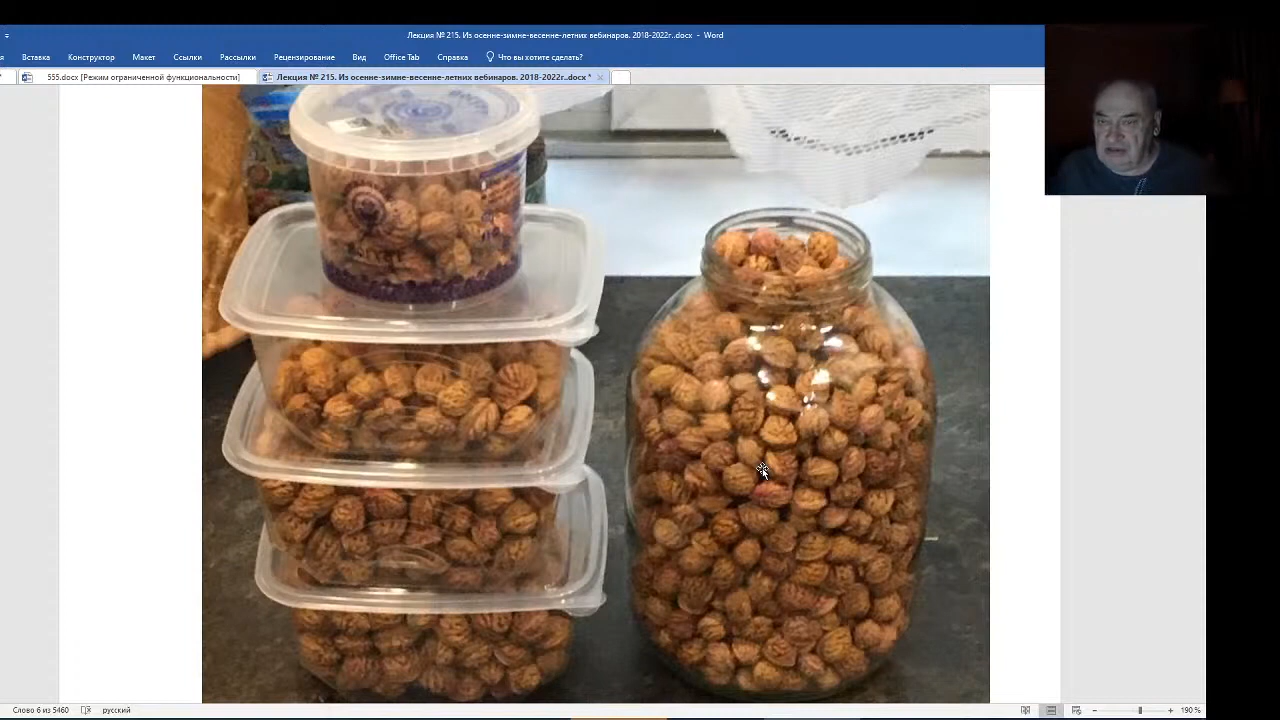 Лекция № 215. Из осенне-зимне-весенне-летних вебинаров. 2018-2022г..docx - Word
Вставка Конструктор Макет Ссылки Рассылки Рецензирование Вид Office Tab Справка Что вы хотите сделать?
555.docx [Режим ограниченной функциональности] Лекция № 215. Из осенне-зимне-весенне-летних вебинаров. 2018-2022г..docx *
Слово 6 из 5460 русский 190 %